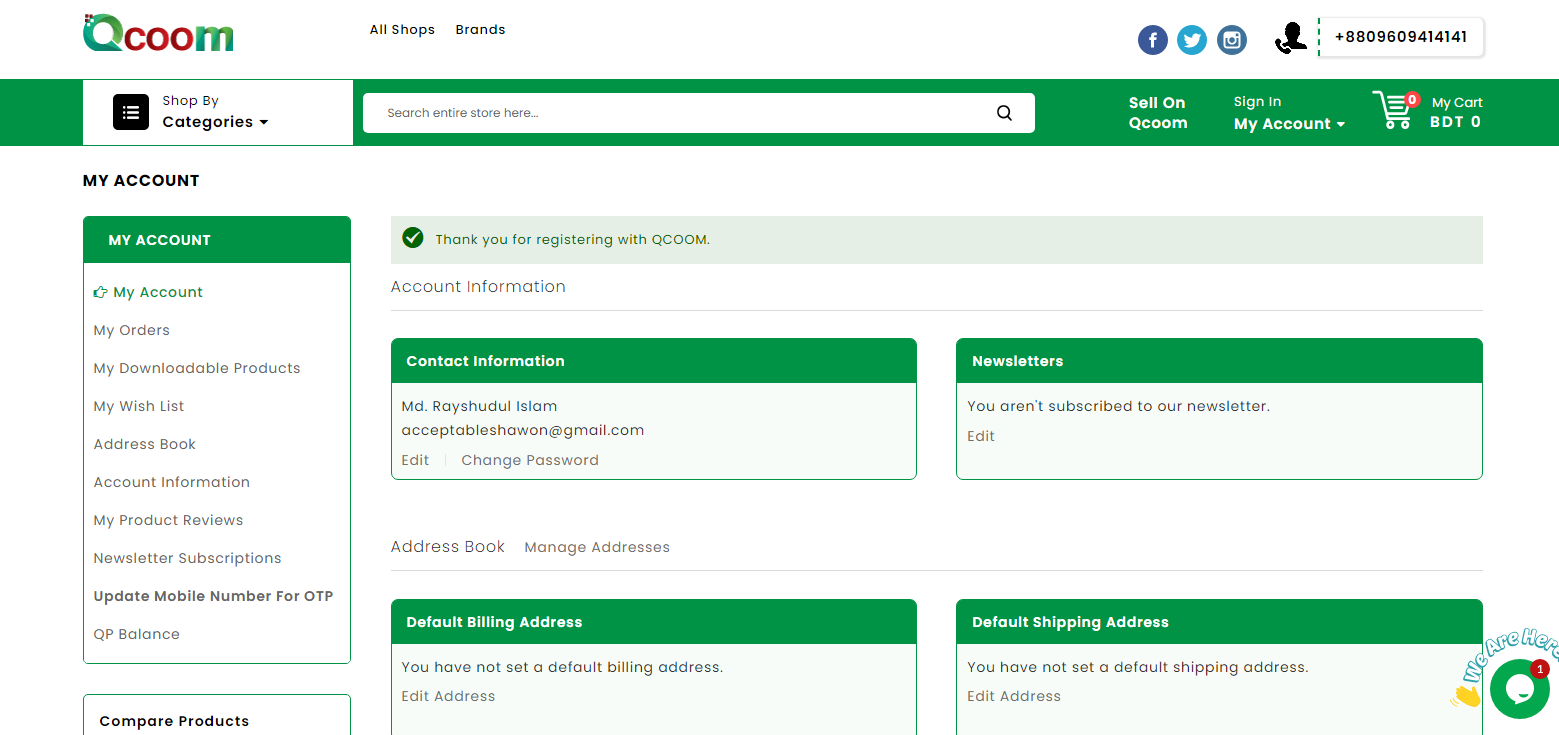 Qcoom
All Shops Brands
+8809609414141
Shop By
Categories
Search entire store here...
Sell On
Qcoom
Sign In
My Account
0
My Cart
BDT 0
MY ACCOUNT
MY ACCOUNT
My Account
My Orders
My Downloadable Products
My Wish List
Address Book
Account Information
My Product Reviews
Newsletter Subscriptions
Update Mobile Number For OTP
QP Balance
Compare Products
Thank you for registering with QCOOM.
Account Information
Contact Information
Md. Rayshudul Islam
acceptableshawon@gmail.com
Edit Change Password
Newsletters
You aren't subscribed to our newsletter.
Edit
Address Book Manage Addresses
Default Billing Address
You have not set a default billing address.
Edit Address
Default Shipping Address
You have not set a default shipping address.
Edit Address
We Are Here
1